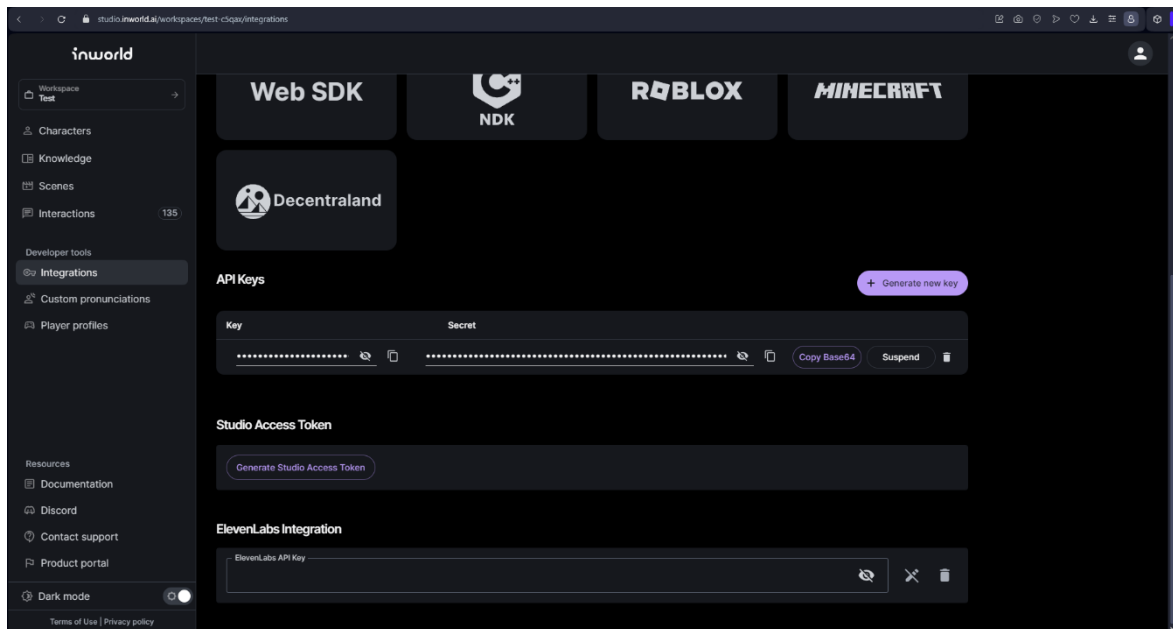 studio.inworld.ai/workspaces/test-c5qax/integrations
inworld
Workspace
Test
Characters
Knowledge
Scenes
Interactions 135
Developer tools
Integrations
Custom pronunciations
Player profiles
Resources
Documentation
Discord
Contact support
Product portal
Dark mode
Terms of Use | Privacy policy
Web SDK
C++
NDK
ROBLOX
MINECRAFT
Decentraland
API Keys
+ Generate new key
Key Secret
Copy Base64 Suspend
Studio Access Token
Generate Studio Access Token
ElevenLabs Integration
ElevenLabs API Key